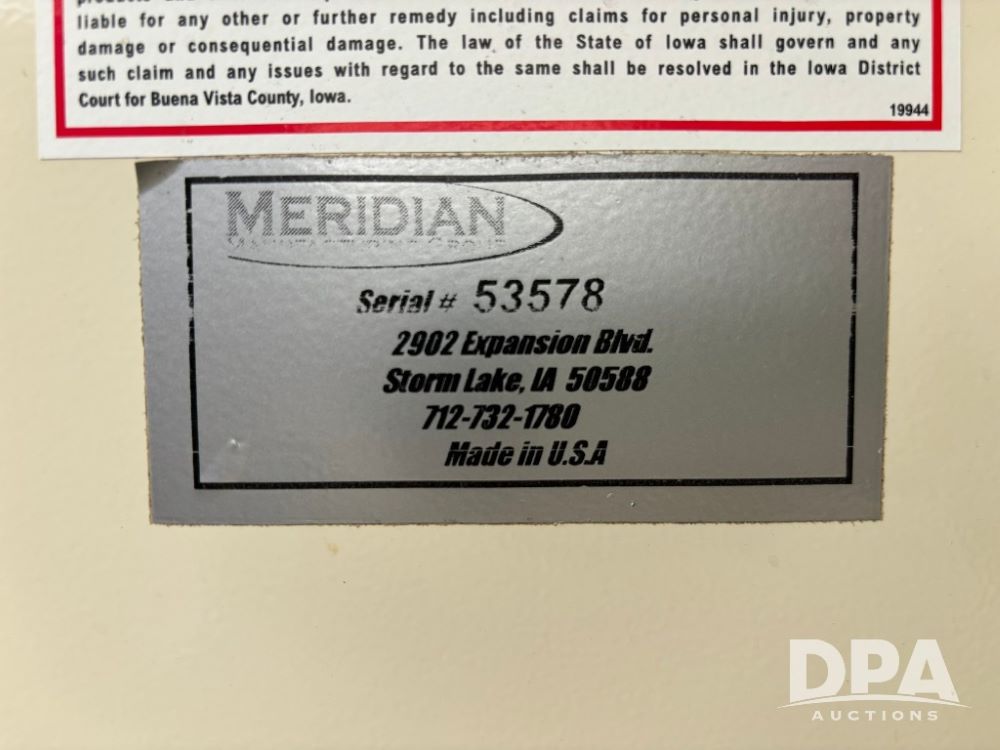 liable for any other or further remedy including claims for personal injury, property
damage or consequential damage. The law of the State of Iowa shall govern and any
such claim and any issues with regard to the same shall be resolved in the Iowa District
Court for Buena Vista County, Iowa.
19944
MERIDIAN
MANUFACTURING GROUP
Serial # 53578
2902 Expansion Blvd.
Storm Lake, IA 50588
712-732-1780
Made in U.S.A
DPA
AUCTIONS